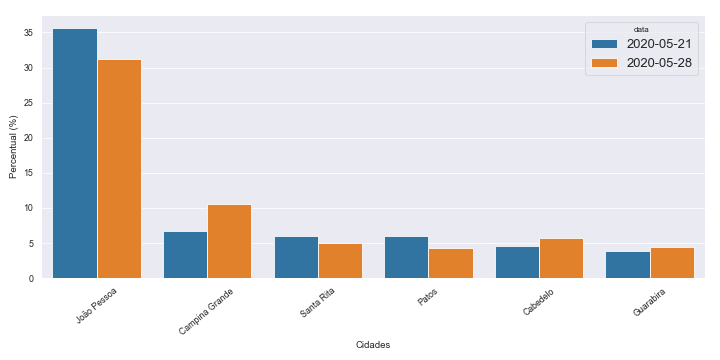 data
2020-05-21
2020-05-28
Percentual (%)
35
30
25
20
15
10
5
0
João Pessoa
Campina Grande
Santa Rita
Patos
Cabedelo
Guarabira
Cidades